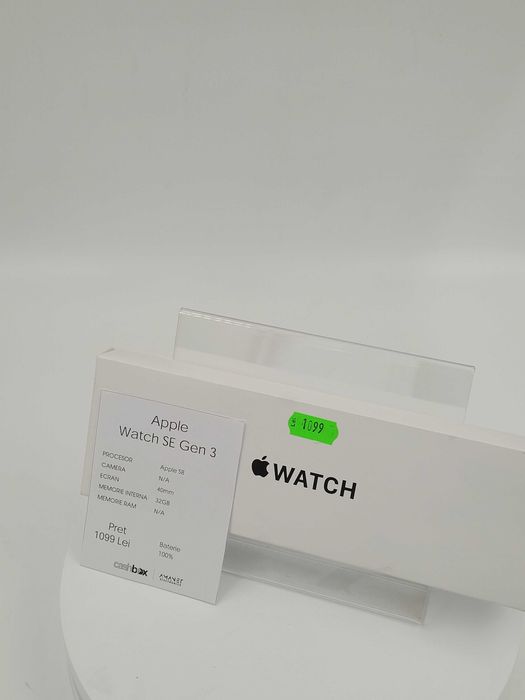 Apple
Watch SE Gen 3
PROCESOR Apple S8
CAMERA N/A
ECRAN 40mm
MEMORIE INTERNA 32GB
MEMORIE RAM N/A
Pret
1099 Lei
Baterie
100%
cashbox
AMANET
1099
WATCH